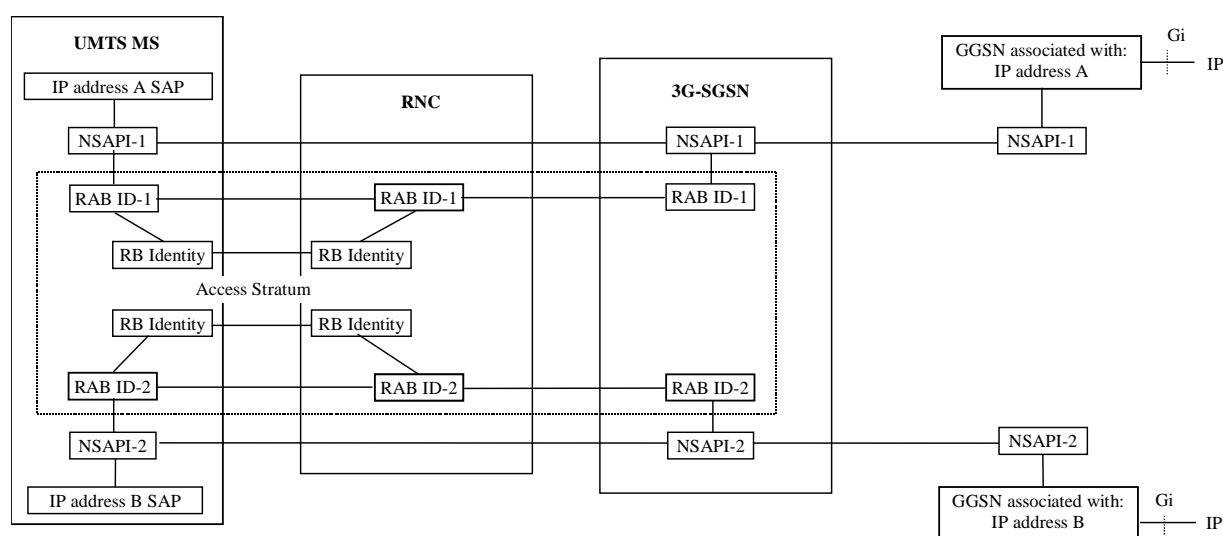 UMTS MS
RNC
3G-SGSN
GGSN associated with:
IP address A
Gi
IP
IP address A SAP
NSAPI-1
NSAPI-1
NSAPI-1
RAB ID-1
RAB ID-1
RAB ID-1
RB Identity
RB Identity
Access Stratum
RB Identity
RB Identity
RAB ID-2
RAB ID-2
RAB ID-2
NSAPI-2
NSAPI-2
NSAPI-2
IP address B SAP
GGSN associated with:
IP address B
Gi
IP